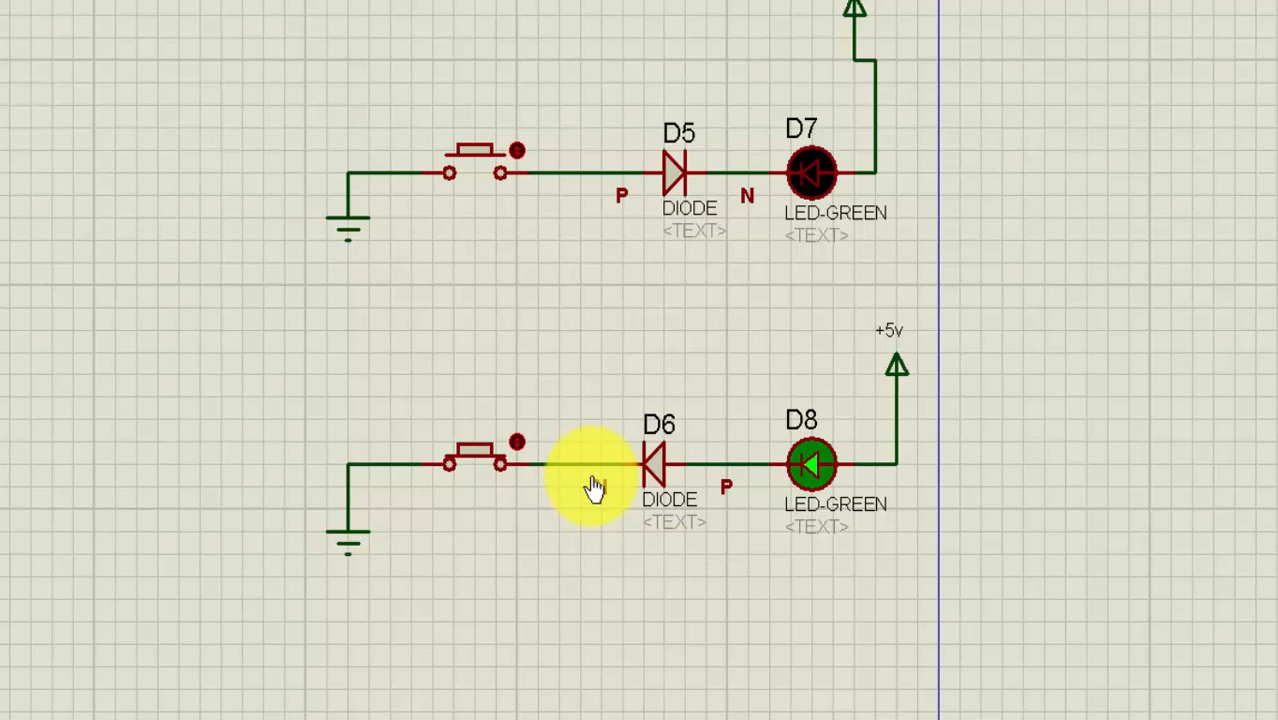 D5
D7
P
N
DIODE
LED-GREEN
<TEXT>
<TEXT>
+5v
D6
D8
P
DIODE
LED-GREEN
<TEXT>
<TEXT>